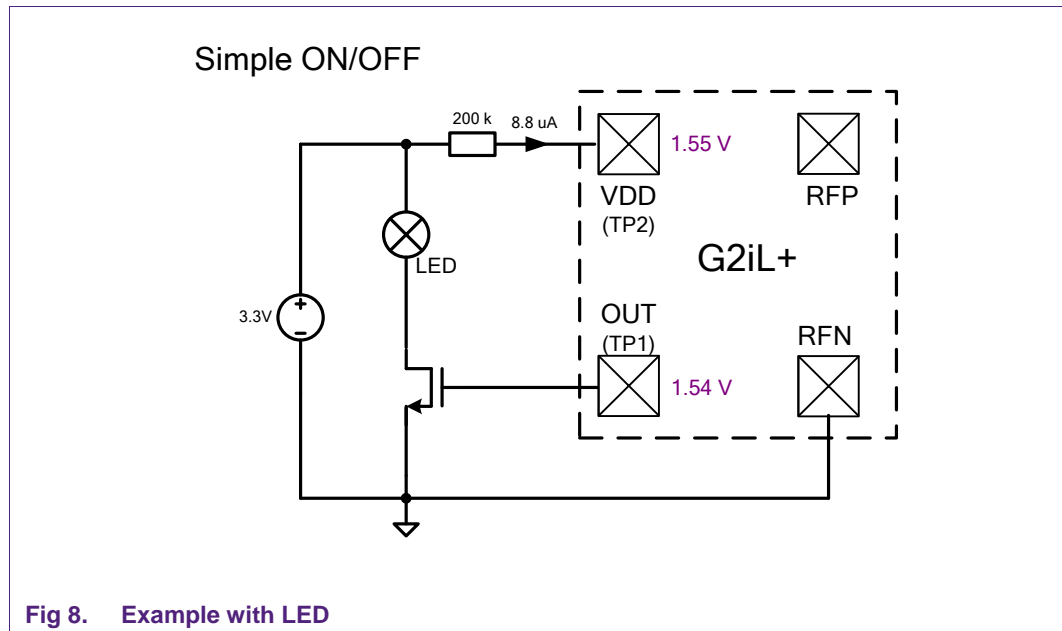 Simple ON/OFF
200 k
8.8 uA
1.55 V
VDD
(TP2)
RFP
G2iL+
LED
3.3V
+
–
OUT
(TP1)
RFN
1.54 V
Fig 8. Example with LED